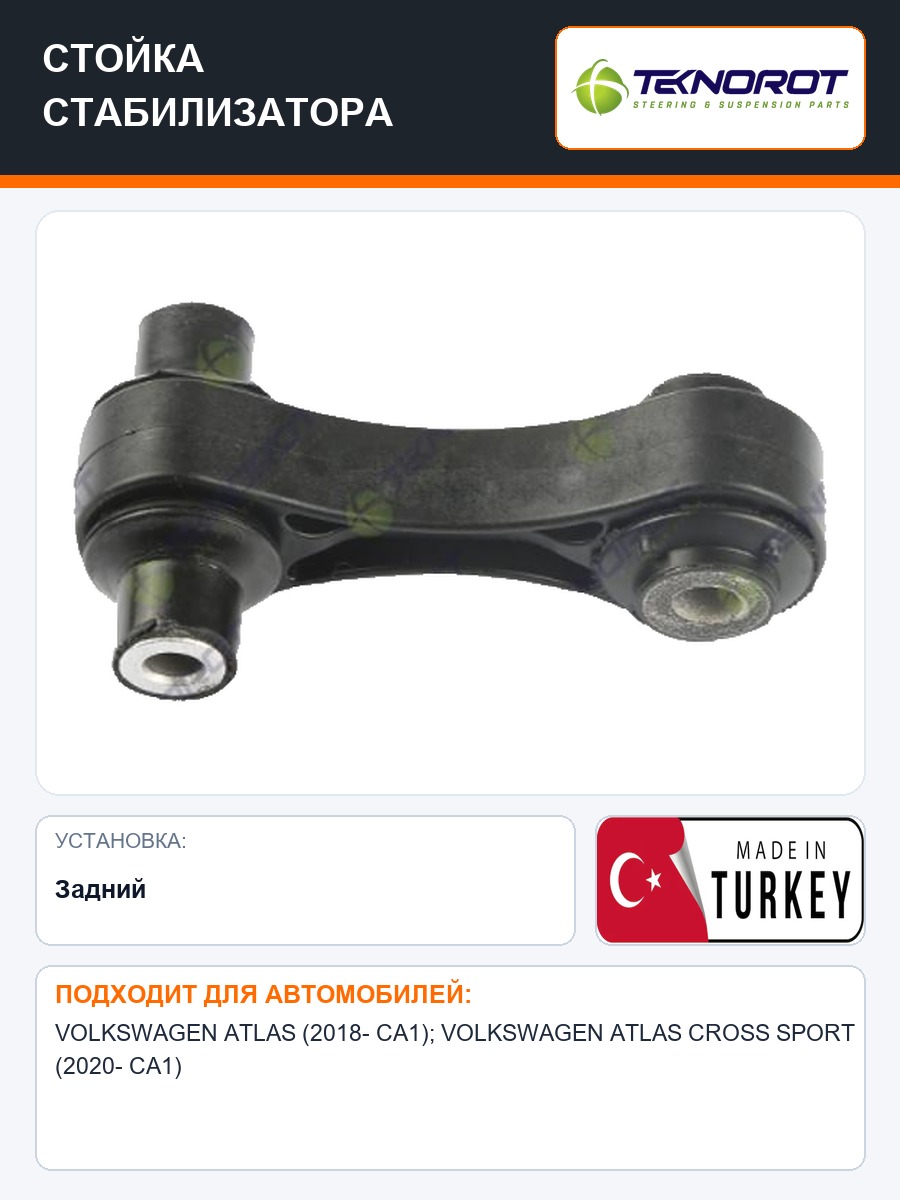 СТОЙКА
СТАБИЛИЗАТОРА
TEKNOROT
STEERING & SUSPENSION PARTS
УСТАНОВКА:
Задний
MADE IN
TURKEY
ПОДХОДИТ ДЛЯ АВТОМОБИЛЕЙ:
VOLKSWAGEN ATLAS (2018- CA1); VOLKSWAGEN ATLAS CROSS SPORT
(2020- CA1)